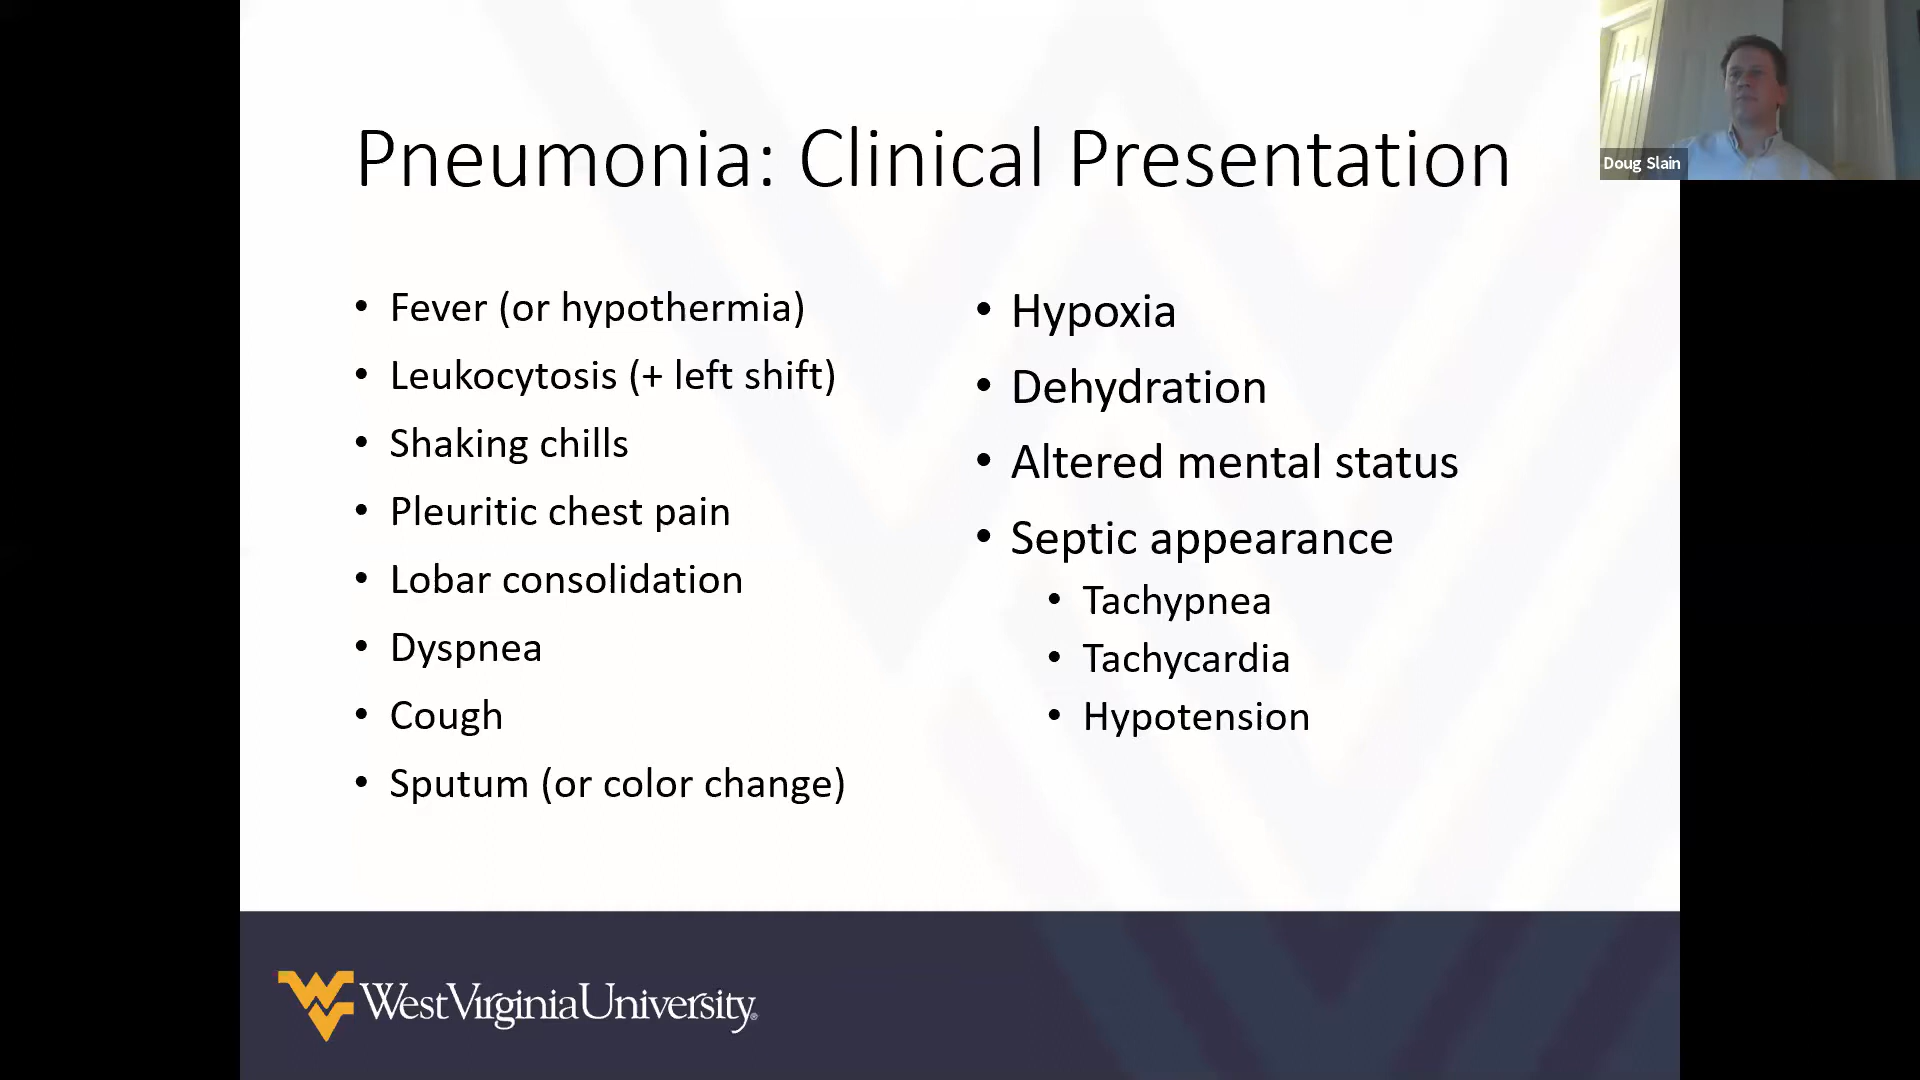 Pneumonia: Clinical Presentation
Doug Slain
• Fever (or hypothermia)
• Leukocytosis (+ left shift)
• Shaking chills
• Pleuritic chest pain
• Lobar consolidation
• Dyspnea
• Cough
• Sputum (or color change)
• Hypoxia
• Dehydration
• Altered mental status
• Septic appearance
• Tachypnea
• Tachycardia
• Hypotension
WestVirginiaUniversity®